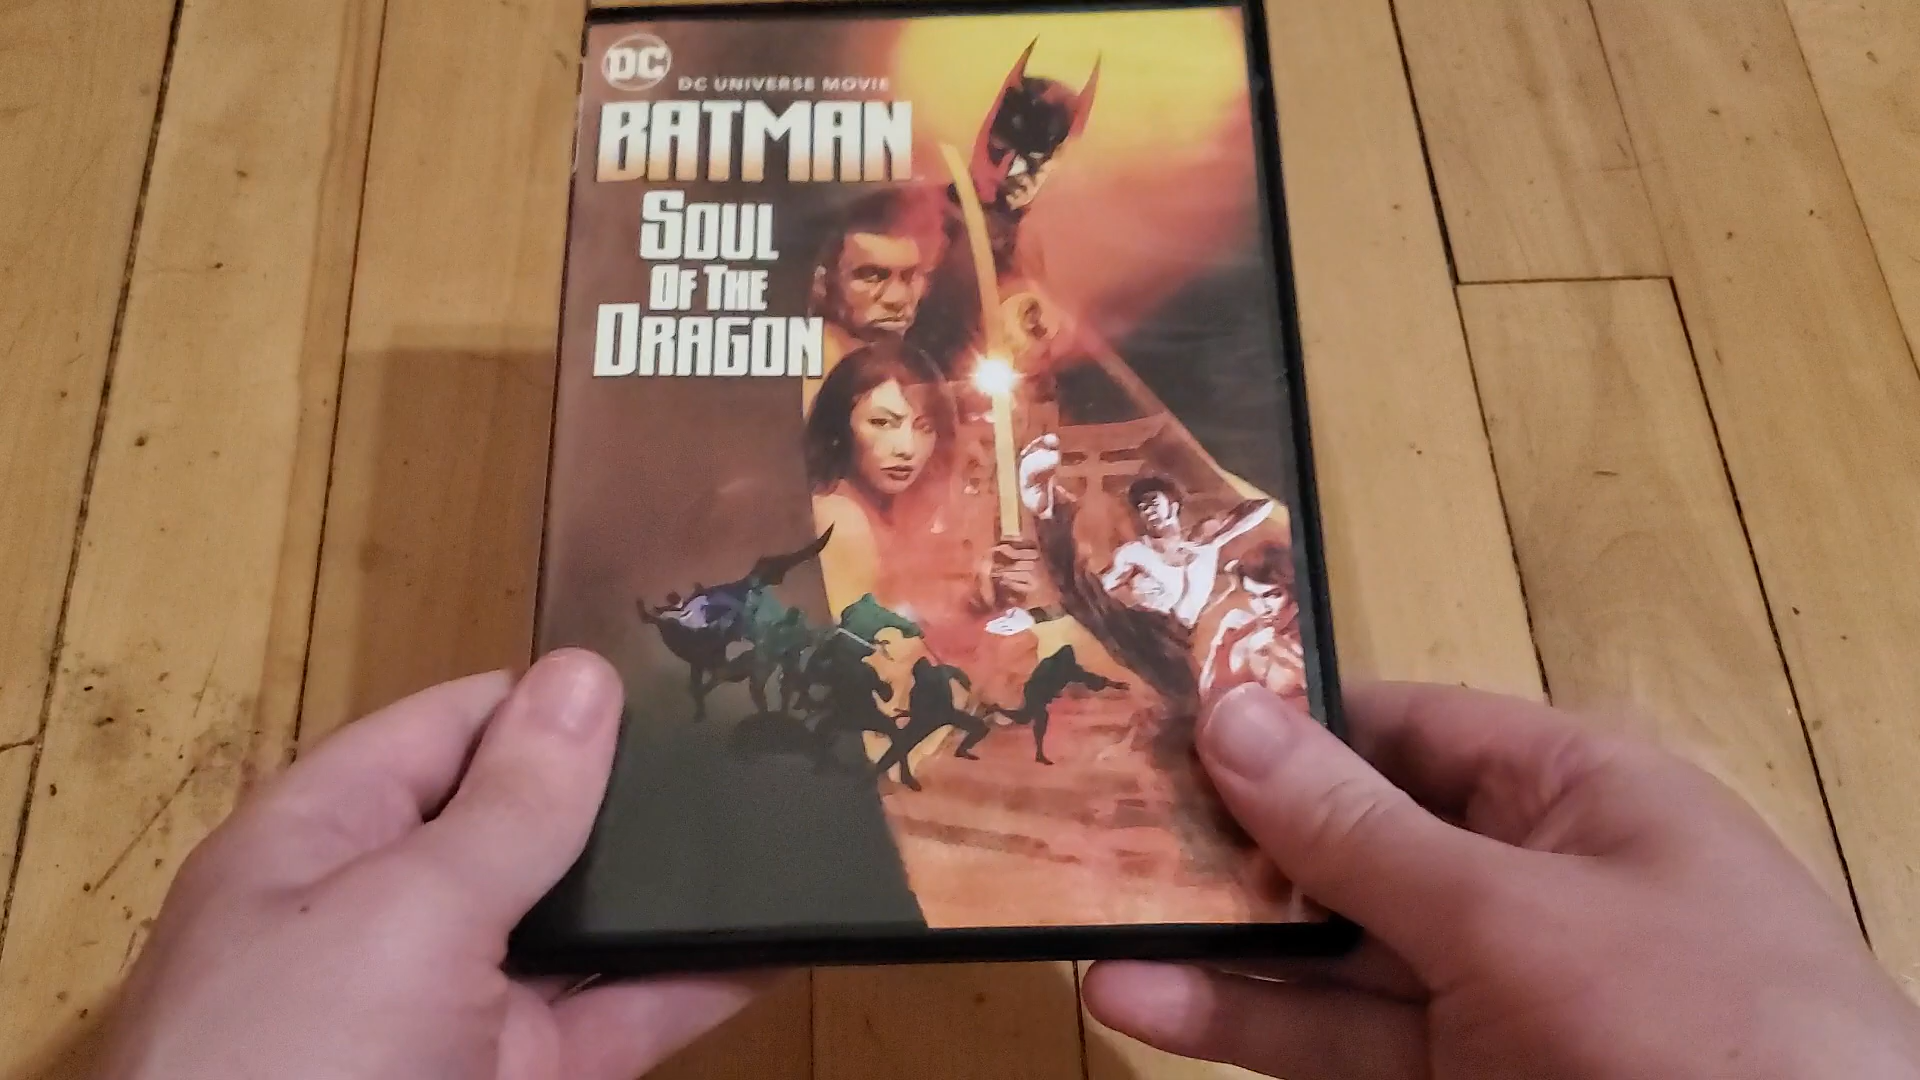 DC
DC UNIVERSE MOVIE
BATMAN
SOUL
OF THE
DRAGON